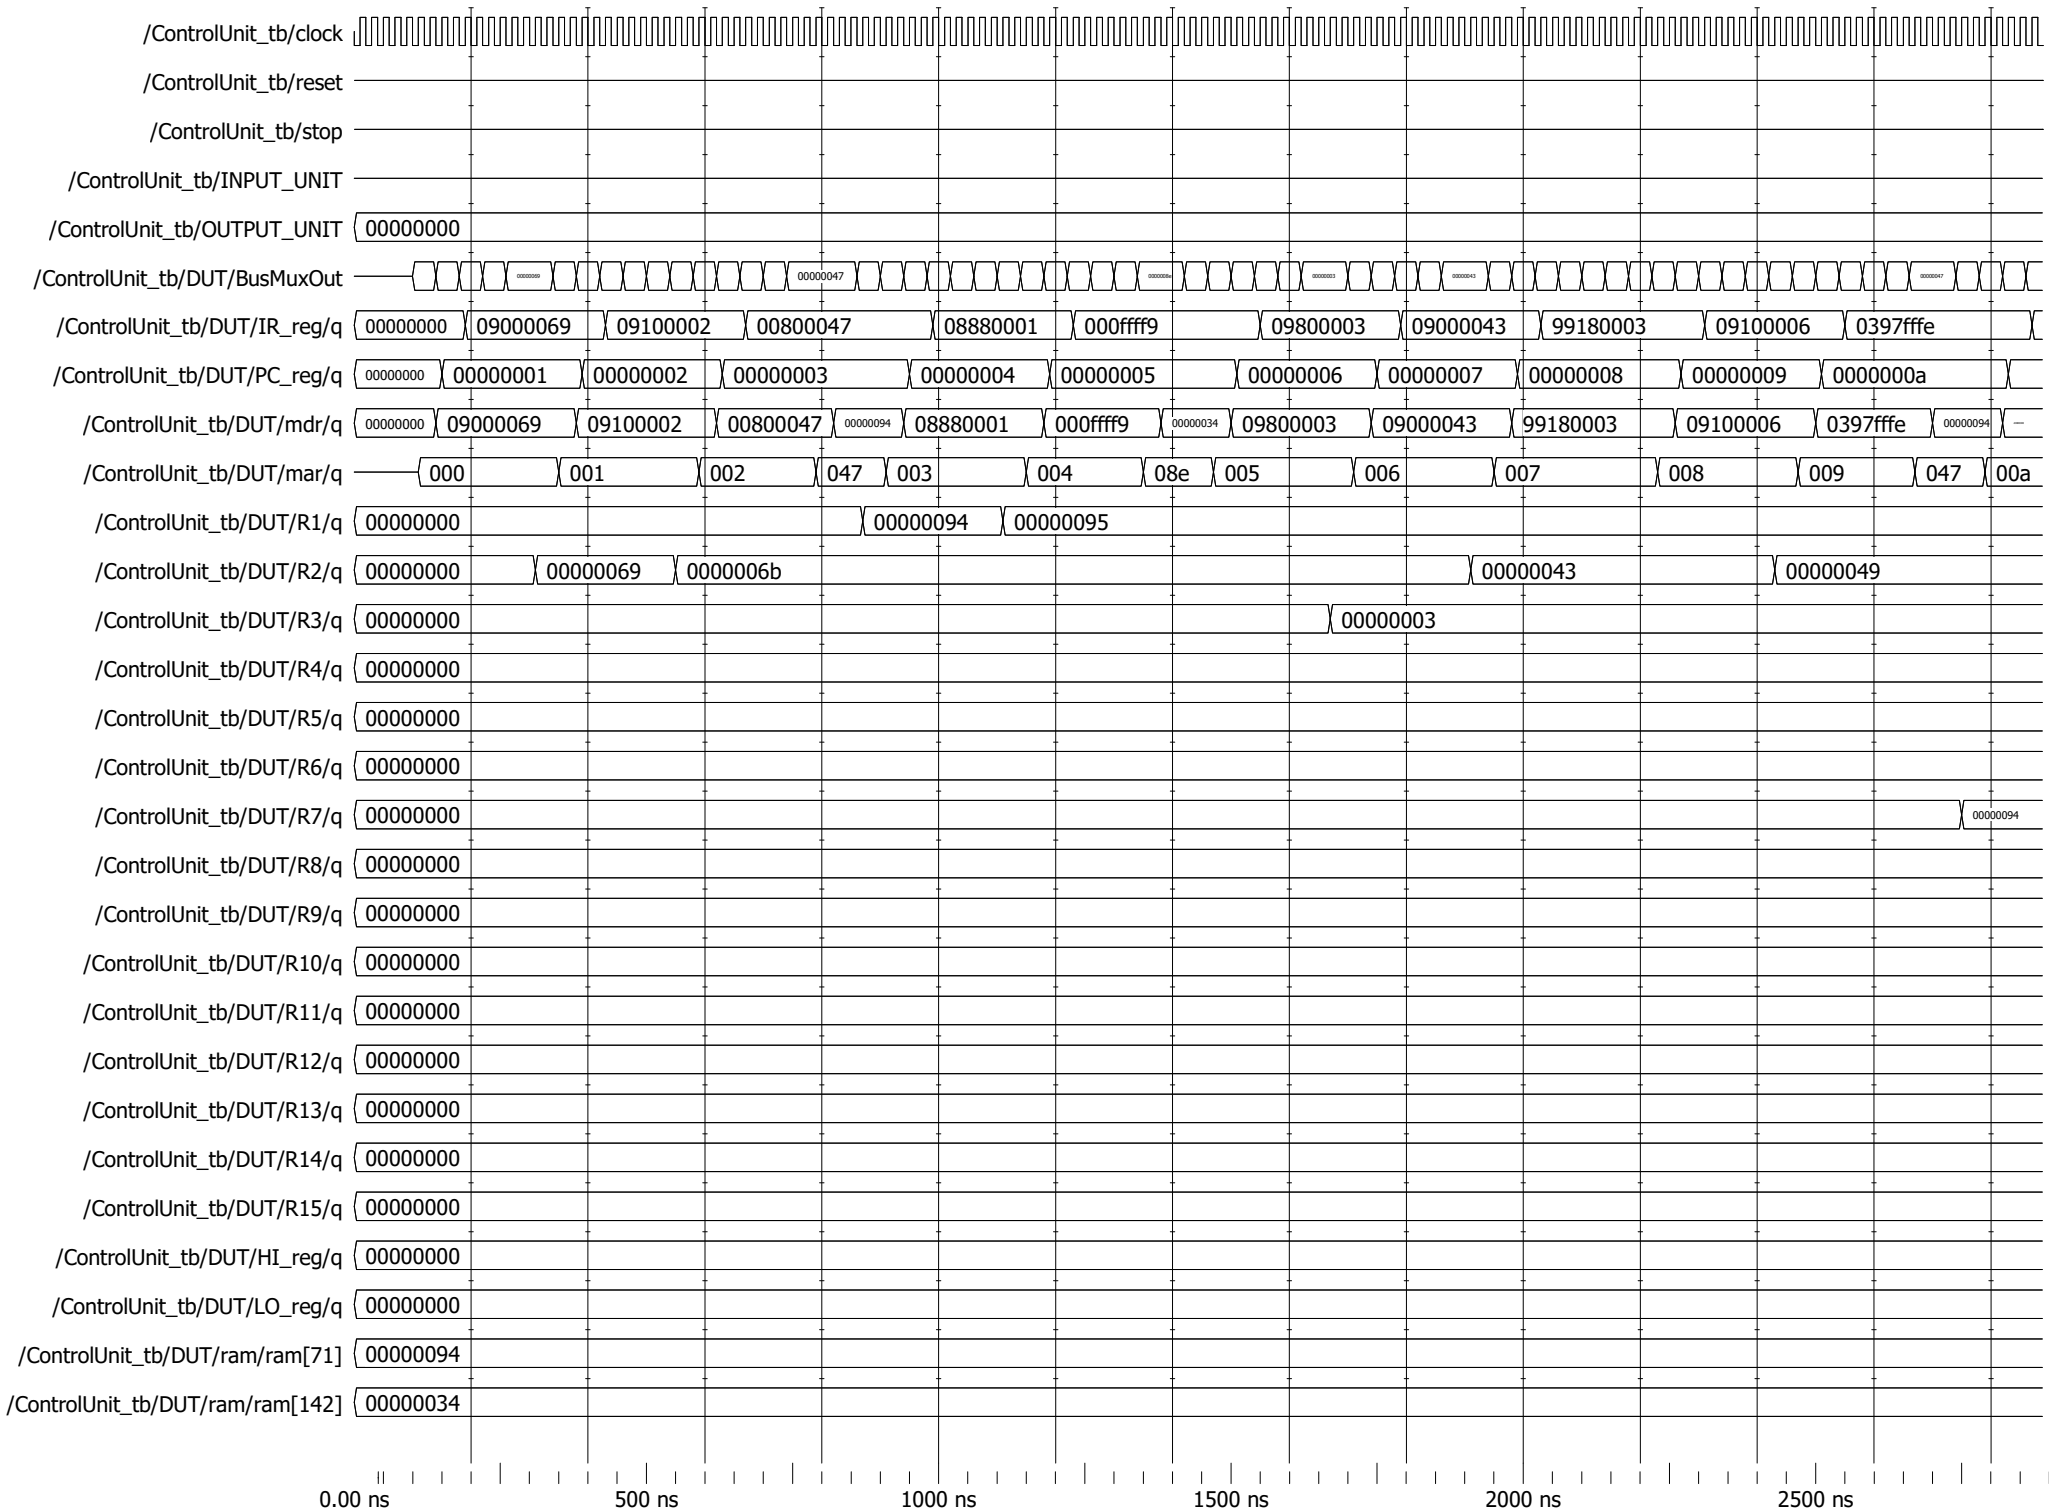 /ControlUnit_tb/clock
/ControlUnit_tb/reset
/ControlUnit_tb/stop
/ControlUnit_tb/INPUT_UNIT
/ControlUnit_tb/OUTPUT_UNIT 00000000
/ControlUnit_tb/DUT/BusMuxOut 00000069 00000047 0000008e 00000003 00000043 00000047
/ControlUnit_tb/DUT/IR_reg/q 00000000 09000069 09100002 00800047 08880001 000ffff9 09800003 09000043 99180003 09100006 0397fffe
/ControlUnit_tb/DUT/PC_reg/q 00000000 00000001 00000002 00000003 00000004 00000005 00000006 00000007 00000008 00000009 0000000a
/ControlUnit_tb/DUT/mdr/q 00000000 09000069 09100002 00800047 00000094 08880001 000ffff9 00000034 09800003 09000043 99180003 09100006 0397fffe 00000094
/ControlUnit_tb/DUT/mar/q 000 001 002 047 003 004 08e 005 006 007 008 009 047 00a
/ControlUnit_tb/DUT/R1/q 00000000 00000094 00000095
/ControlUnit_tb/DUT/R2/q 00000000 00000069 0000006b 00000043 00000049
/ControlUnit_tb/DUT/R3/q 00000000 00000003
/ControlUnit_tb/DUT/R4/q 00000000
/ControlUnit_tb/DUT/R5/q 00000000
/ControlUnit_tb/DUT/R6/q 00000000
/ControlUnit_tb/DUT/R7/q 00000000 00000094
/ControlUnit_tb/DUT/R8/q 00000000
/ControlUnit_tb/DUT/R9/q 00000000
/ControlUnit_tb/DUT/R10/q 00000000
/ControlUnit_tb/DUT/R11/q 00000000
/ControlUnit_tb/DUT/R12/q 00000000
/ControlUnit_tb/DUT/R13/q 00000000
/ControlUnit_tb/DUT/R14/q 00000000
/ControlUnit_tb/DUT/R15/q 00000000
/ControlUnit_tb/DUT/HI_reg/q 00000000
/ControlUnit_tb/DUT/LO_reg/q 00000000
/ControlUnit_tb/DUT/ram/ram[71] 00000094
/ControlUnit_tb/DUT/ram/ram[142] 00000034
0.00 ns 500 ns 1000 ns 1500 ns 2000 ns 2500 ns